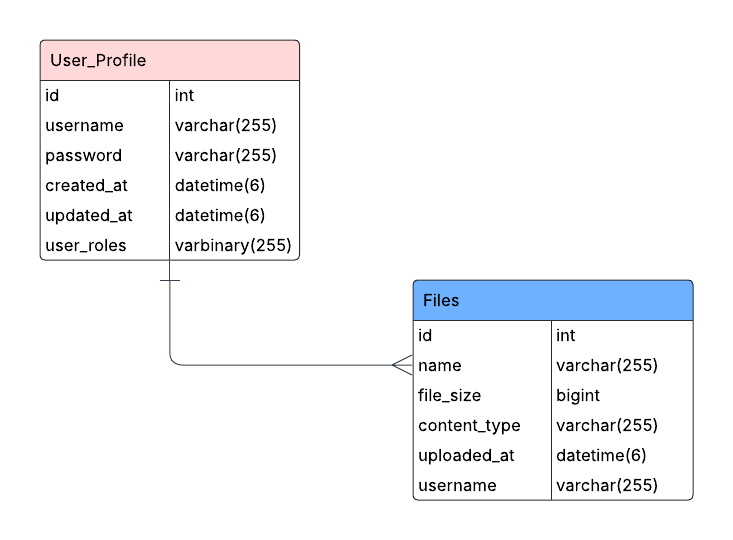 User_Profile
id int
username varchar(255)
password varchar(255)
created_at datetime(6)
updated_at datetime(6)
user_roles varbinary(255)
Files
id int
name varchar(255)
file_size bigint
content_type varchar(255)
uploaded_at datetime(6)
username varchar(255)